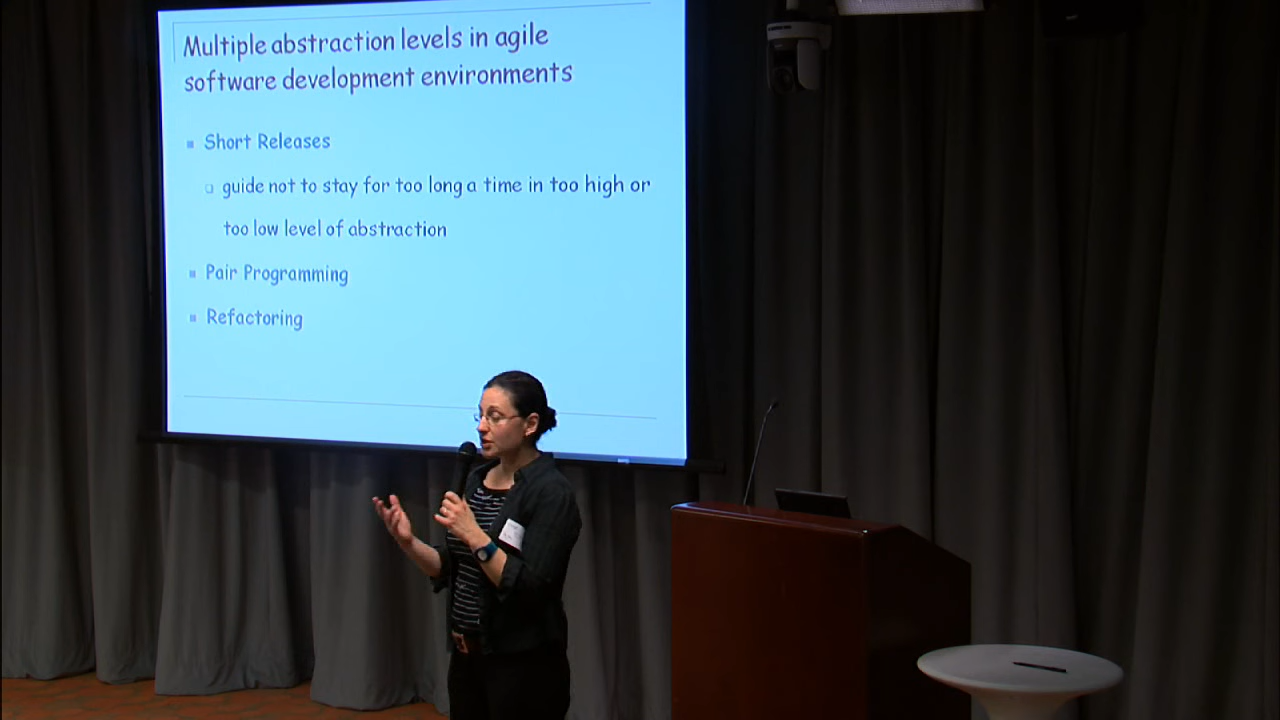 Multiple abstraction levels in agile
software development environments
Short Releases
guide not to stay for too long a time in too high or
too low level of abstraction
Pair Programming
Refactoring